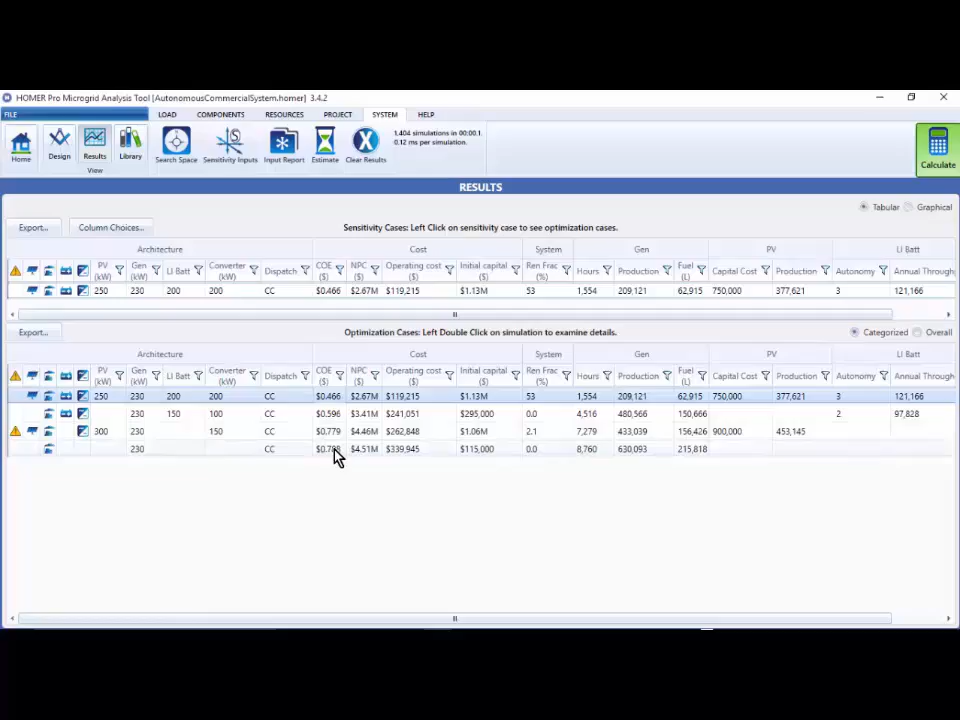 HOMER Pro Microgrid Analysis Tool [AutonomousCommercialSystem.homer] 3.4.2
FILE LOAD COMPONENTS RESOURCES PROJECT SYSTEM HELP
Home Design Results Library Search Space Sensitivity Inputs Input Report Estimate Clear Results
1,404 simulations in 00:00:1.
0.12 ms per simulation.
Calculate
View
RESULTS
Tabular Graphical
Export... Column Choices... Sensitivity Cases: Left Click on sensitivity case to see optimization cases.
Architecture Cost System Gen PV LI Batt
PV (kW) Gen (kW) LI Batt Converter (kW) Dispatch COE ($) NPC ($) Operating cost ($) Initial capital ($) Ren Frac (%) Hours Production Fuel (L) Capital Cost Production Autonomy Annual Through
250 230 200 200 CC $0.466 $2.67M $119,215 $1.13M 53 1,554 209,121 62,915 750,000 377,621 3 121,166
Export... Optimization Cases: Left Double Click on simulation to examine details. Categorized Overall
Architecture Cost System Gen PV LI Batt
PV (kW) Gen (kW) LI Batt Converter (kW) Dispatch COE ($) NPC ($) Operating cost ($) Initial capital ($) Ren Frac (%) Hours Production Fuel (L) Capital Cost Production Autonomy Annual Through
250 230 200 200 CC $0.466 $2.67M $119,215 $1.13M 53 1,554 209,121 62,915 750,000 377,621 3 121,166
230 150 100 CC $0.596 $3.41M $241,051 $295,000 0.0 4,516 480,566 150,666 2 97,828
300 230 150 CC $0.779 $4.46M $262,848 $1.06M 2.1 7,279 433,039 156,426 900,000 453,145
230 CC $4.51M $339,945 $115,000 0.0 8,760 630,093 215,818